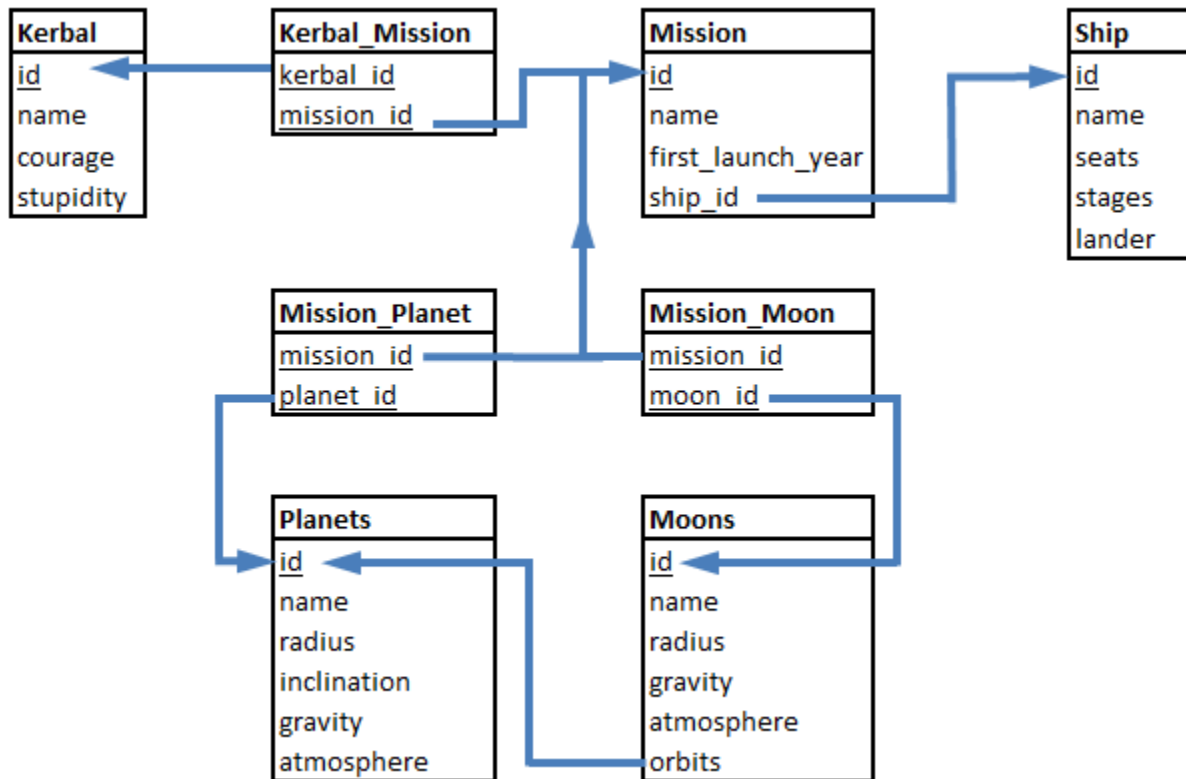 Kerbal
id
name
courage
stupidity
Kerbal_Mission
kerbal_id
mission_id
Mission
id
name
first_launch_year
ship_id
Ship
id
name
seats
stages
lander
Mission_Planet
mission_id
planet_id
Mission_Moon
mission_id
moon_id
Planets
id
name
radius
inclination
gravity
atmosphere
Moons
id
name
radius
gravity
atmosphere
orbits